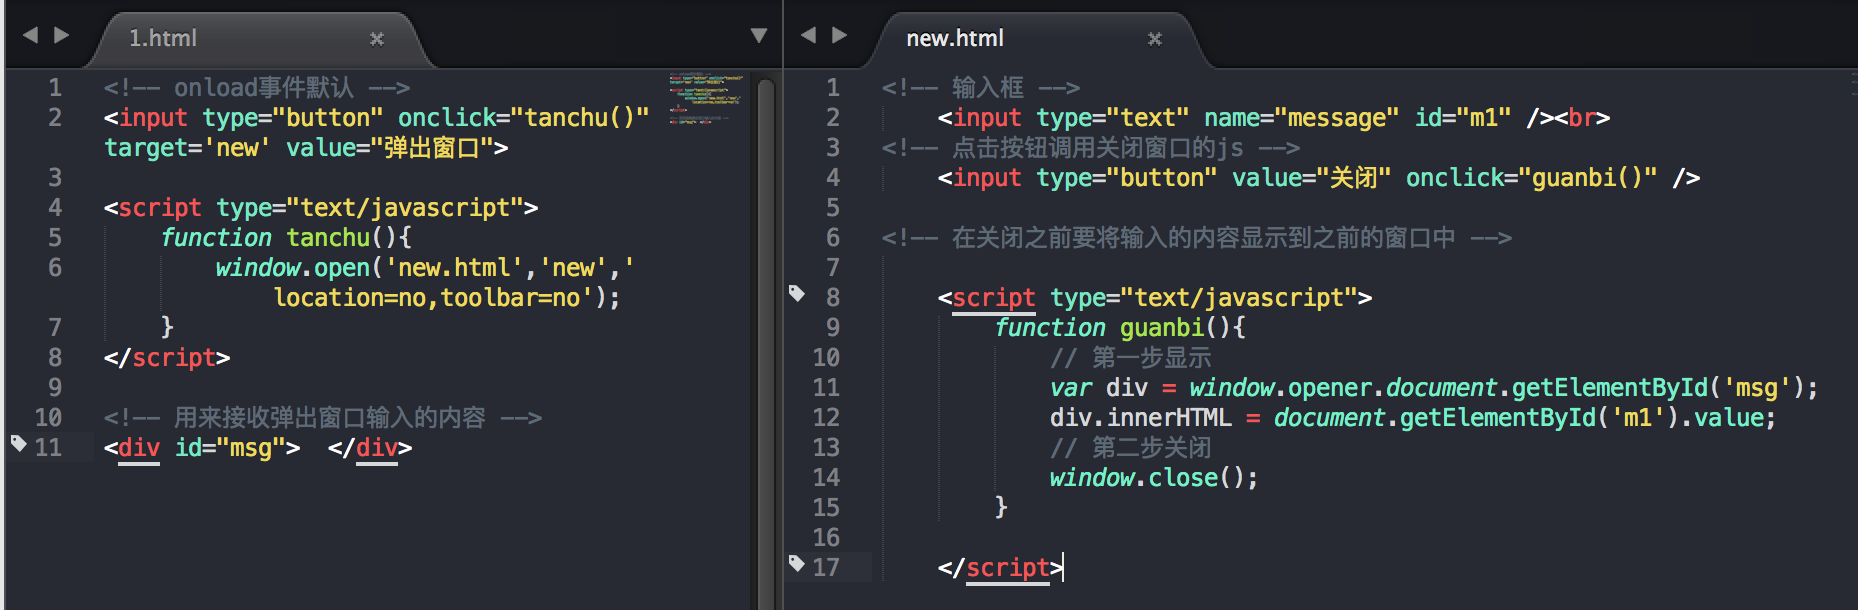 1.html
1 <!-- onload事件默认 -->
2 <input type="button" onclick="tanchu()"
target='new' value="弹出窗口">
3
4 <script type="text/javascript">
5 function tanchu(){
6 window.open('new.html','new','
location=no,toolbar=no');
7 }
8 </script>
9
10 <!-- 用来接收弹出窗口输入的内容 -->
11 <div id="msg"> </div>
new.html
1 <!-- 输入框 -->
2 <input type="text" name="message" id="m1" /><br>
3 <!-- 点击按钮调用关闭窗口的js -->
4 <input type="button" value="关闭" onclick="guanbi()" />
5
6 <!-- 在关闭之前要将输入的内容显示到之前的窗口中 -->
7
8 <script type="text/javascript">
9 function guanbi(){
10 // 第一步显示
11 var div = window.opener.document.getElementById('msg');
12 div.innerHTML = document.getElementById('m1').value;
13 // 第二步关闭
14 window.close();
15 }
16
17 </script>